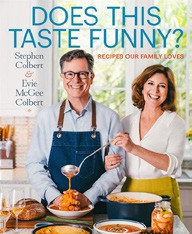 DOES THIS
TASTE FUNNY?
Stephen
Colbert
&
Evie
McGee
Colbert
RECIPES OUR FAMILY LOVES